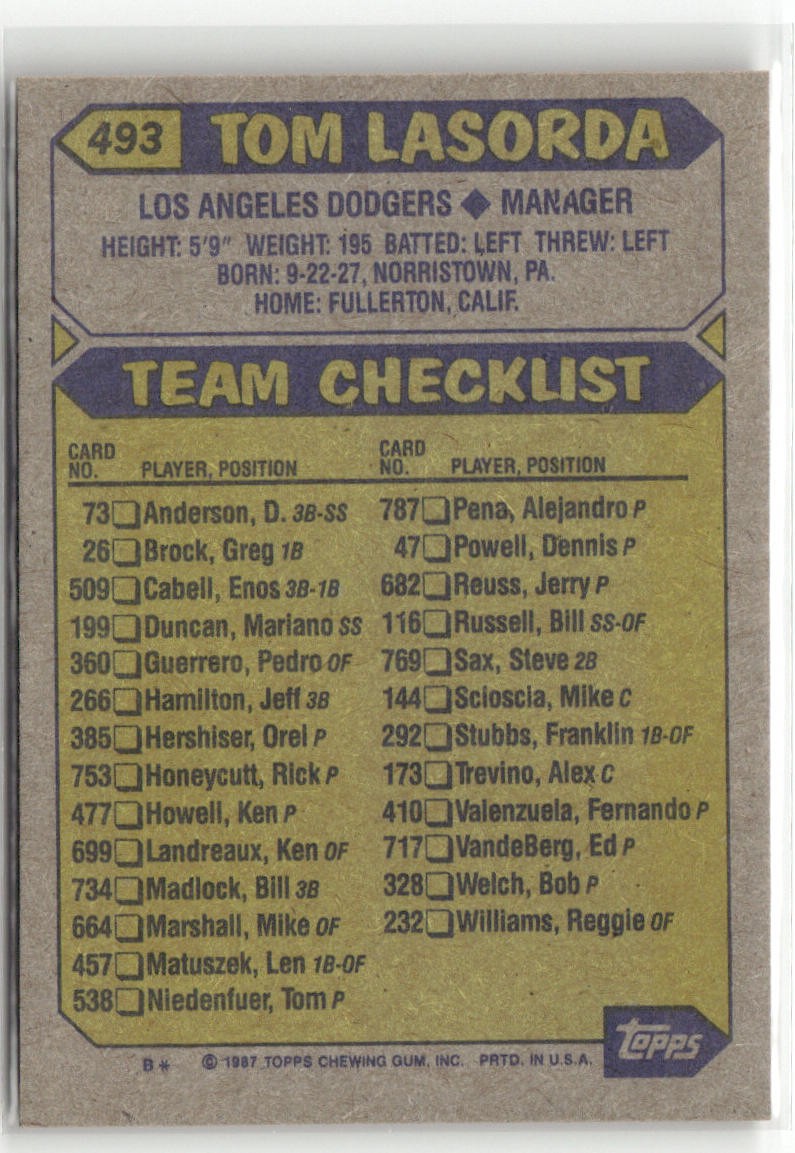 493 TOM LASORDA
LOS ANGELES DODGERS ◆ MANAGER
HEIGHT: 5'9" WEIGHT: 195 BATTED: LEFT THREW: LEFT
BORN: 9-22-27, NORRISTOWN, PA.
HOME: FULLERTON, CALIF.
TEAM CHECKLIST
CARD
NO. PLAYER, POSITION
73 Anderson, D. 3B-SS
26 Brock, Greg 1B
509 Cabell, Enos 3B-1B
199 Duncan, Mariano SS
360 Guerrero, Pedro OF
266 Hamilton, Jeff 3B
385 Hershiser, Orel P
753 Honeycutt, Rick P
477 Howell, Ken P
699 Landreaux, Ken OF
734 Madlock, Bill 3B
664 Marshall, Mike OF
457 Matuszek, Len 1B-OF
538 Niedenfuer, Tom P
CARD
NO. PLAYER, POSITION
787 Pena, Alejandro P
47 Powell, Dennis P
682 Reuss, Jerry P
116 Russell, Bill SS-OF
769 Sax, Steve 2B
144 Scioscia, Mike C
292 Stubbs, Franklin 1B-OF
173 Trevino, Alex C
410 Valenzuela, Fernando P
717 VandeBerg, Ed P
328 Welch, Bob P
232 Williams, Reggie OF
topps
B* © 1987 TOPPS CHEWING GUM, INC. PRTD. IN U.S.A.